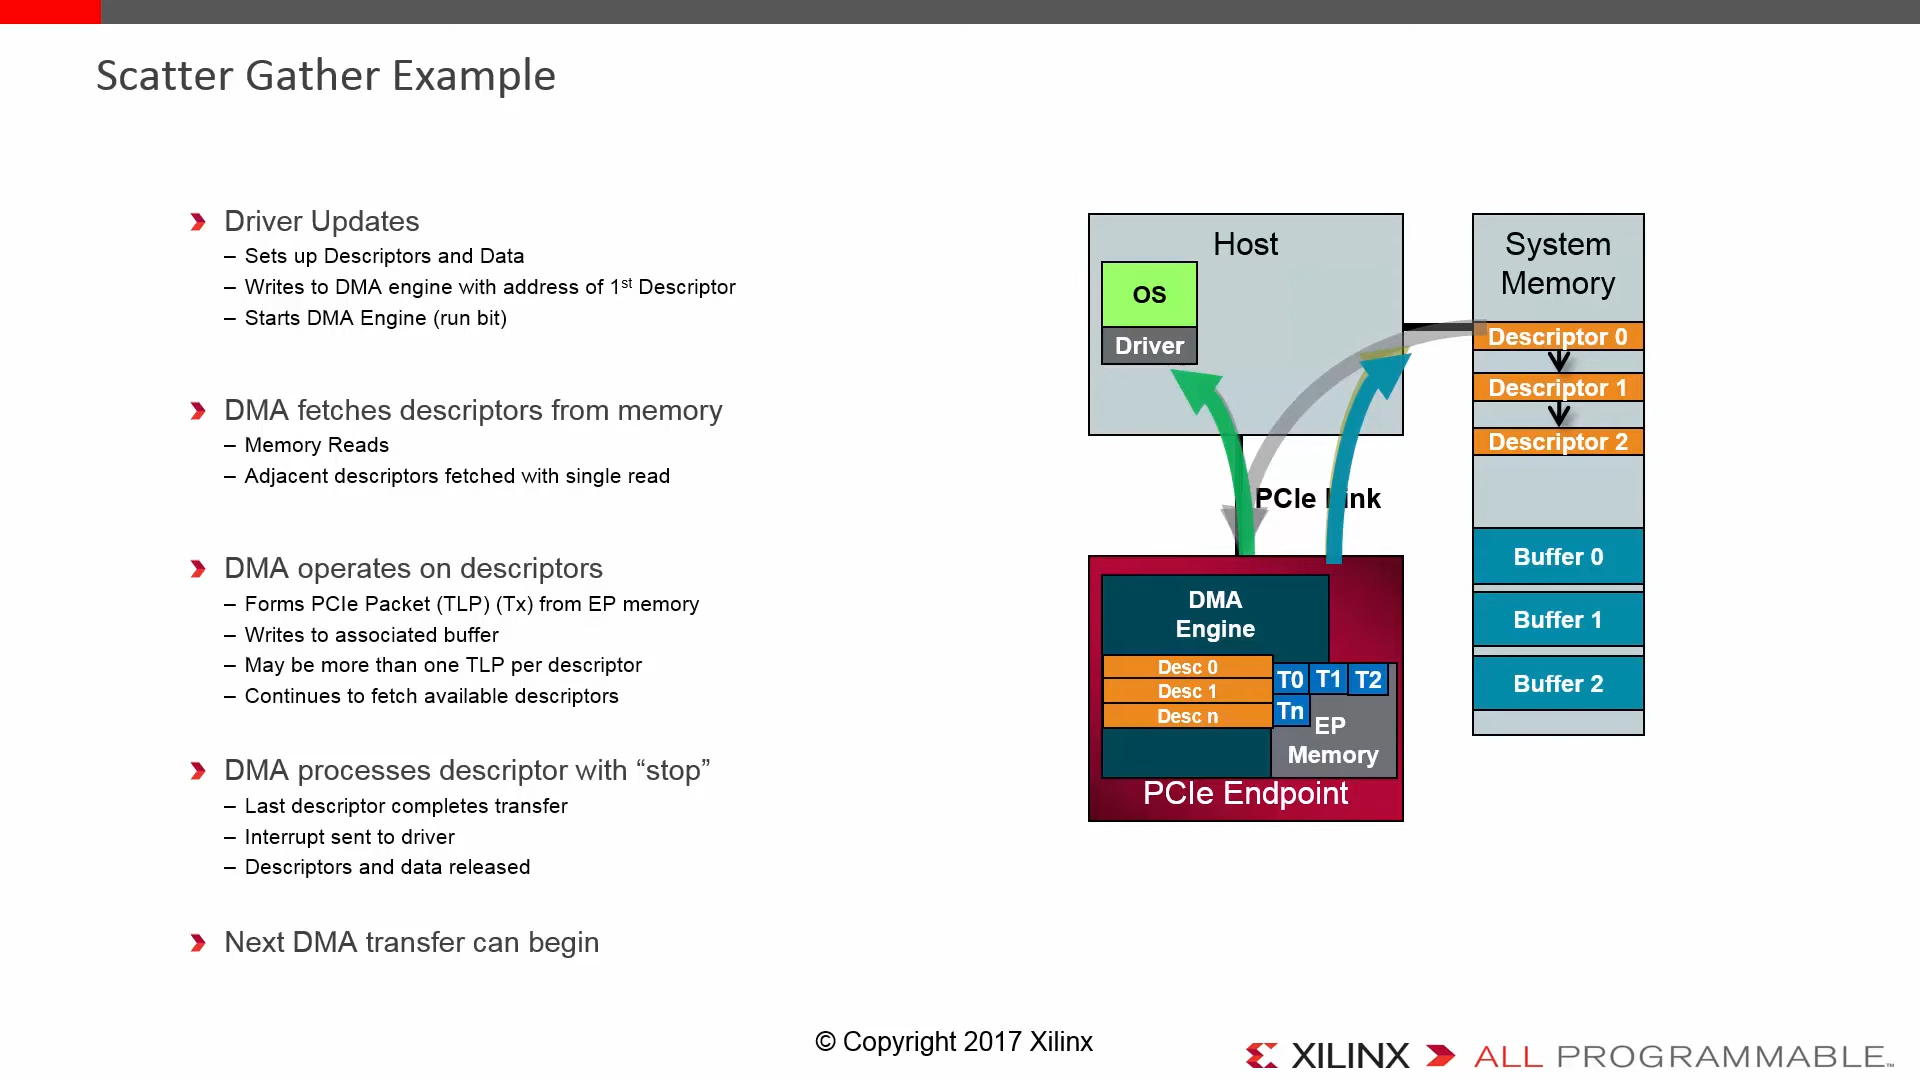 Scatter Gather Example
Driver Updates
– Sets up Descriptors and Data
– Writes to DMA engine with address of 1st Descriptor
– Starts DMA Engine (run bit)
DMA fetches descriptors from memory
– Memory Reads
– Adjacent descriptors fetched with single read
DMA operates on descriptors
– Forms PCIe Packet (TLP) (Tx) from EP memory
– Writes to associated buffer
– May be more than one TLP per descriptor
– Continues to fetch available descriptors
DMA processes descriptor with “stop”
– Last descriptor completes transfer
– Interrupt sent to driver
– Descriptors and data released
Next DMA transfer can begin
Host
OS
Driver
PCIe Link
DMA
Engine
Desc 0
Desc 1
Desc n
T0 T1 T2
Tn
EP
Memory
PCIe Endpoint
System
Memory
Descriptor 0
Descriptor 1
Descriptor 2
Buffer 0
Buffer 1
Buffer 2
© Copyright 2017 Xilinx
XILINX ALL PROGRAMMABLE™